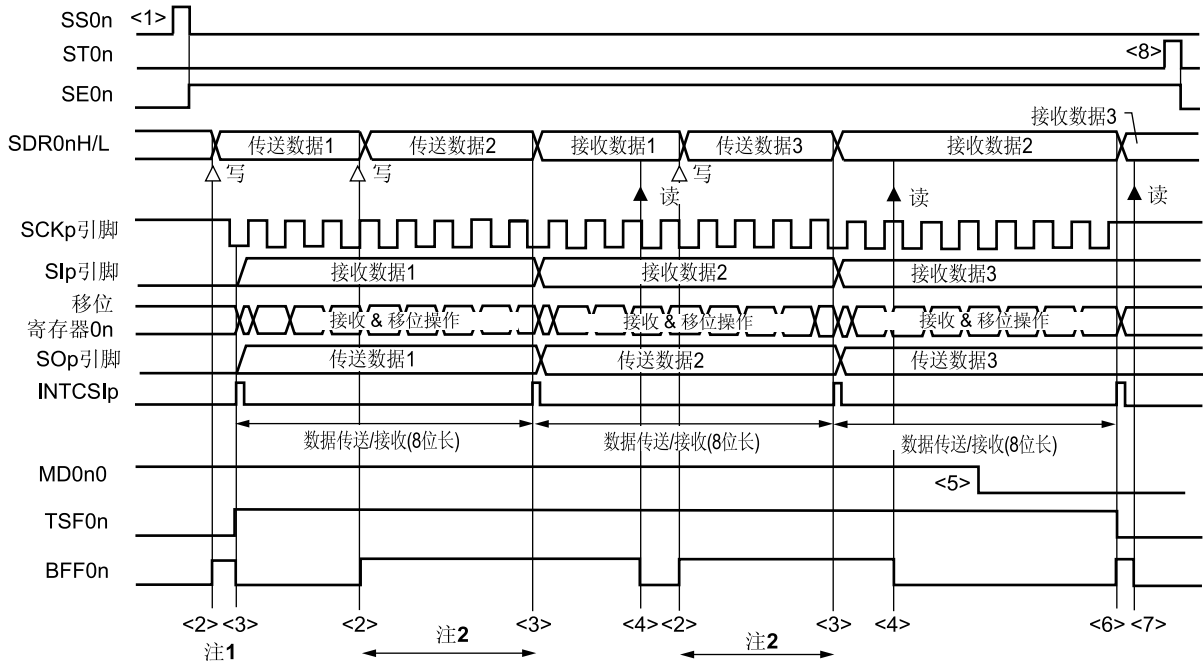 SS0n
<1>
ST0n
<8>
SE0n
接收数据3
SDR0nH/L
传送数据1
传送数据2
接收数据1
传送数据3
接收数据2
写
写
读
写
读
读
SCKp引脚
SIp引脚
接收数据1
接收数据2
接收数据3
移位
寄存器0n
接收 & 移位操作
接收 & 移位操作
接收 & 移位操作
SOp引脚
传送数据1
传送数据2
传送数据3
INTCSIp
数据传送/接收(8位长)
数据传送/接收(8位长)
数据传送/接收(8位长)
MD0n0
<5>
TSF0n
BFF0n
<2> <3>
<2>
<3>
<4> <2>
<3>
<4>
<6> <7>
注1
注2
注2